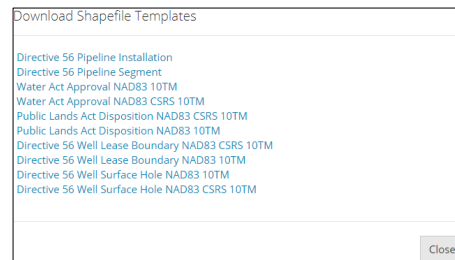 Download Shapefile Templates
Directive 56 Pipeline Installation
Directive 56 Pipeline Segment
Water Act Approval NAD83 10TM
Water Act Approval NAD83 CSRS 10TM
Public Lands Act Disposition NAD83 CSRS 10TM
Public Lands Act Disposition NAD83 10TM
Directive 56 Well Lease Boundary NAD83 CSRS 10TM
Directive 56 Well Lease Boundary NAD83 10TM
Directive 56 Well Surface Hole NAD83 10TM
Directive 56 Well Surface Hole NAD83 CSRS 10TM
Close